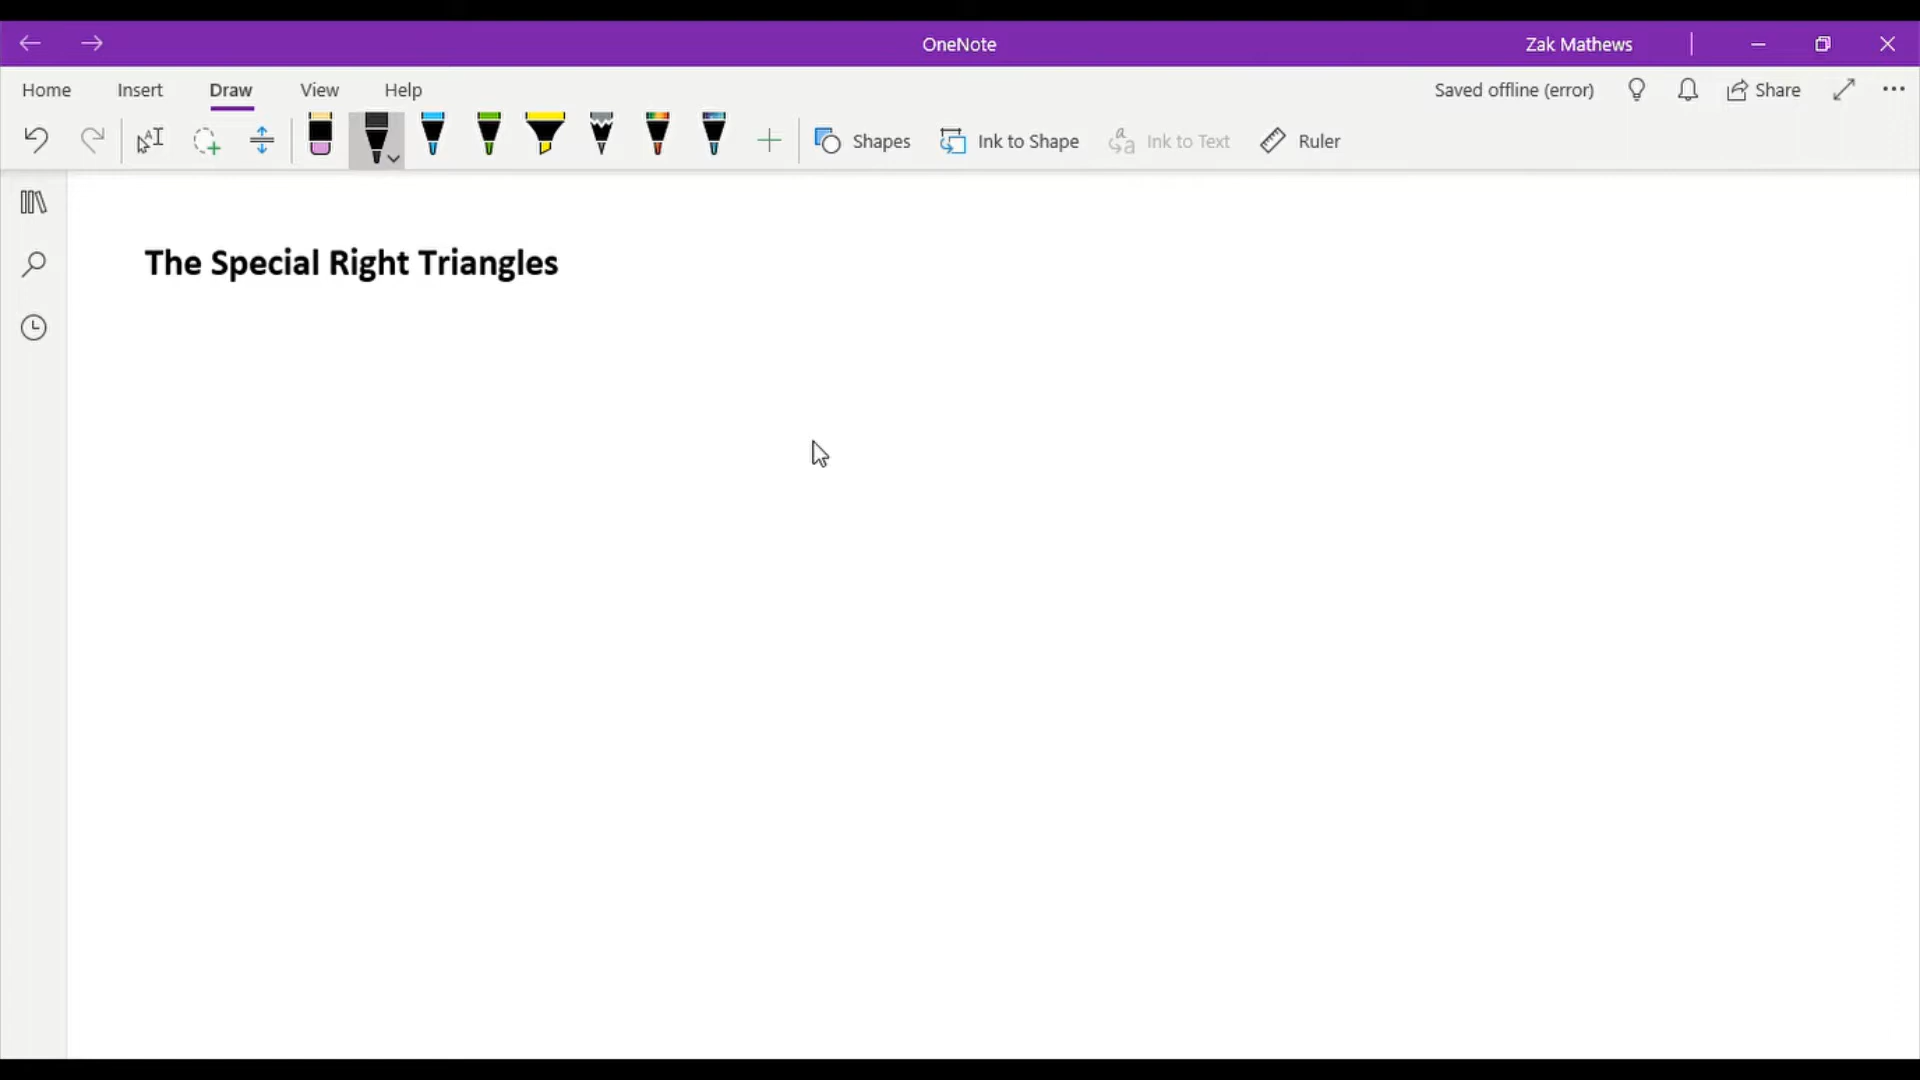 OneNote
Zak Mathews
Home Insert Draw View Help
Saved offline (error)
Share
Shapes
Ink to Shape
Ink to Text
Ruler
The Special Right Triangles